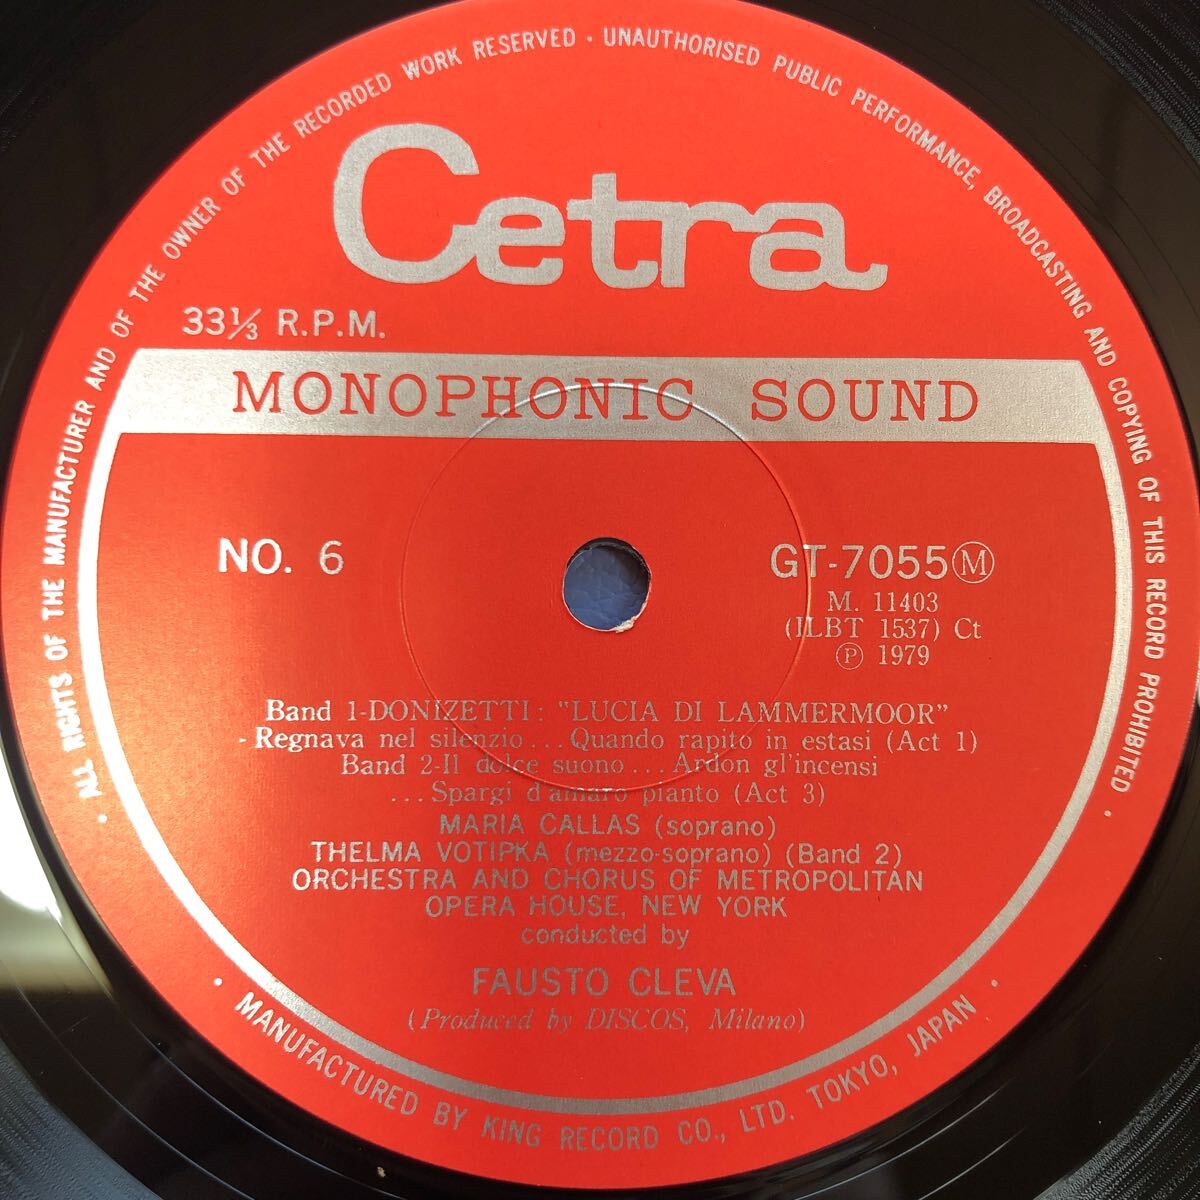 ALL RIGHTS OF THE MANUFACTURER AND OF THE OWNER OF THE RECORDED WORK RESERVED · UNAUTHORISED PUBLIC PERFORMANCE, BROADCASTING AND COPYING OF THIS RECORD PROHIBITED ·
Cetra
33⅓ R.P.M.
MONOPHONIC SOUND
NO. 6
GT-7055Ⓜ
M. 11403
(ILBT 1537) Ct
Ⓟ 1979
Band 1-DONIZETTI: "LUCIA DI LAMMERMOOR"
-Regnava nel silenzio...Quando rapito in estasi (Act 1)
Band 2-Il dolce suono...Ardon gl'incensi
...Spargi d'amaro pianto (Act 3)
MARIA CALLAS (soprano)
THELMA VOTIPKA (mezzo-soprano) (Band 2)
ORCHESTRA AND CHORUS OF METROPOLITAN
OPERA HOUSE, NEW YORK
conducted by
FAUSTO CLEVA
(Produced by DISCOS, Milano)
· MANUFACTURED BY KING RECORD CO., LTD. TOKYO, JAPAN ·